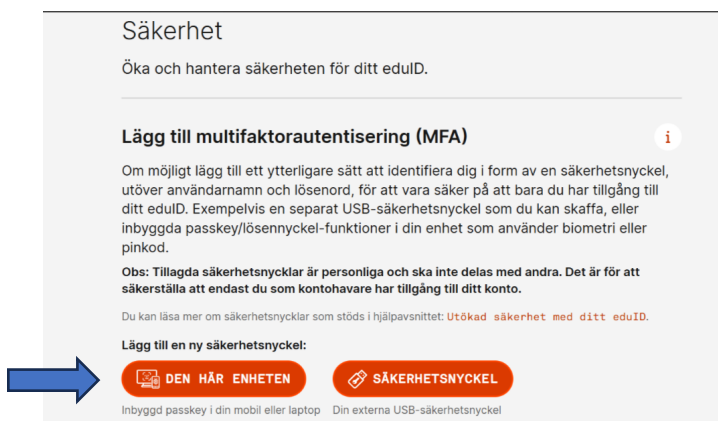 Säkerhet
Öka och hantera säkerheten för ditt eduID.
Lägg till multifaktorautentisering (MFA)
i
Om möjligt lägg till ett ytterligare sätt att identifiera dig i form av en säkerhetsnyckel,
utöver användarnamn och lösenord, för att vara säker på att bara du har tillgång till
ditt eduID. Exempelvis en separat USB-säkerhetsnyckel som du kan skaffa, eller
inbyggda passkey/lösennyckel-funktioner i din enhet som använder biometri eller
pinkod.
Obs: Tillagda säkerhetsnycklar är personliga och ska inte delas med andra. Det är för att
säkerställa att endast du som kontohavare har tillgång till ditt konto.
Du kan läsa mer om säkerhetsnycklar som stöds i hjälpavsnittet: Utökad säkerhet med ditt eduID.
Lägg till en ny säkerhetsnyckel:
DEN HÄR ENHETEN SÄKERHETSNYCKEL
Inbyggd passkey i din mobil eller laptop Din externa USB-säkerhetsnyckel